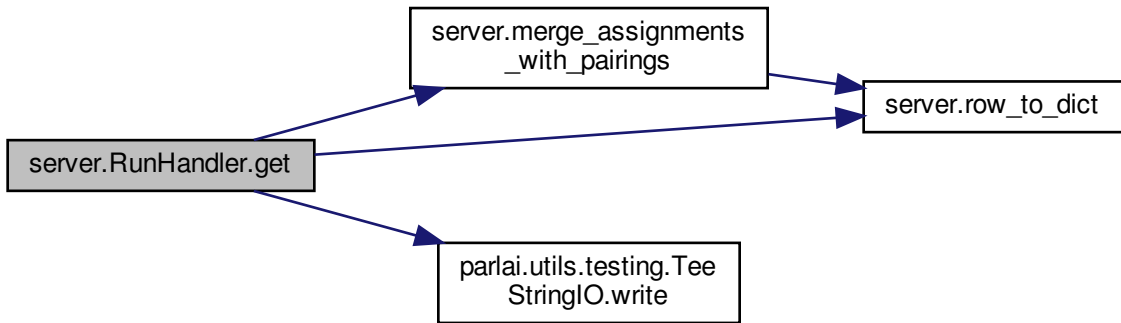 server.merge_assignments
_with_pairings
server.row_to_dict
server.RunHandler.get
parlai.utils.testing.Tee
StringIO.write